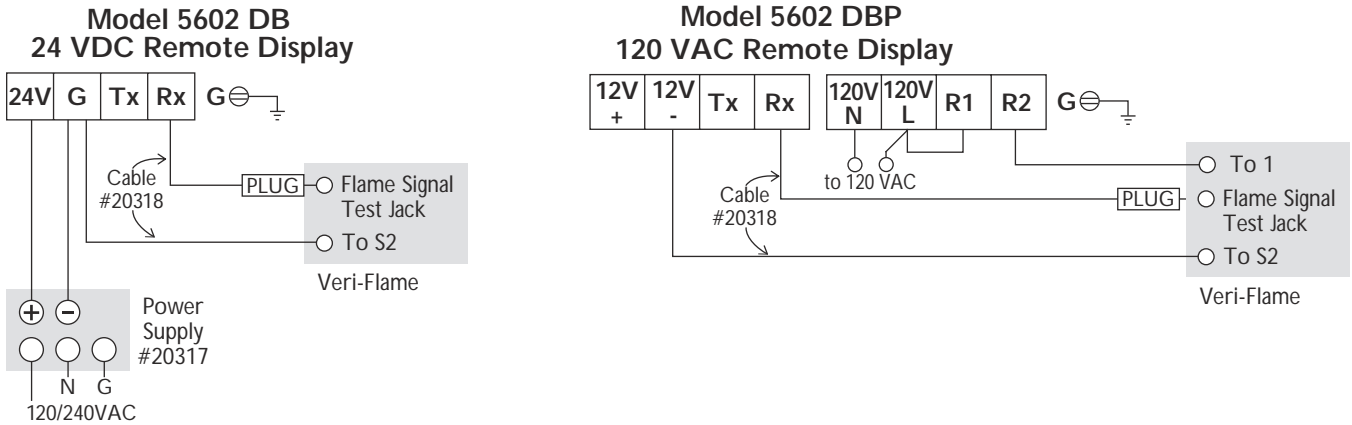 Model 5602 DB
24 VDC Remote Display
24V G Tx Rx G
Cable
#20318
PLUG
Flame Signal
Test Jack
To S2
Veri-Flame
+ -
Power
Supply
#20317
N G
120/240VAC
Model 5602 DBP
120 VAC Remote Display
12V + 12V - Tx Rx 120V N 120V L R1 R2 G
to 120 VAC
Cable
#20318
To 1
PLUG
Flame Signal
Test Jack
To S2
Veri-Flame